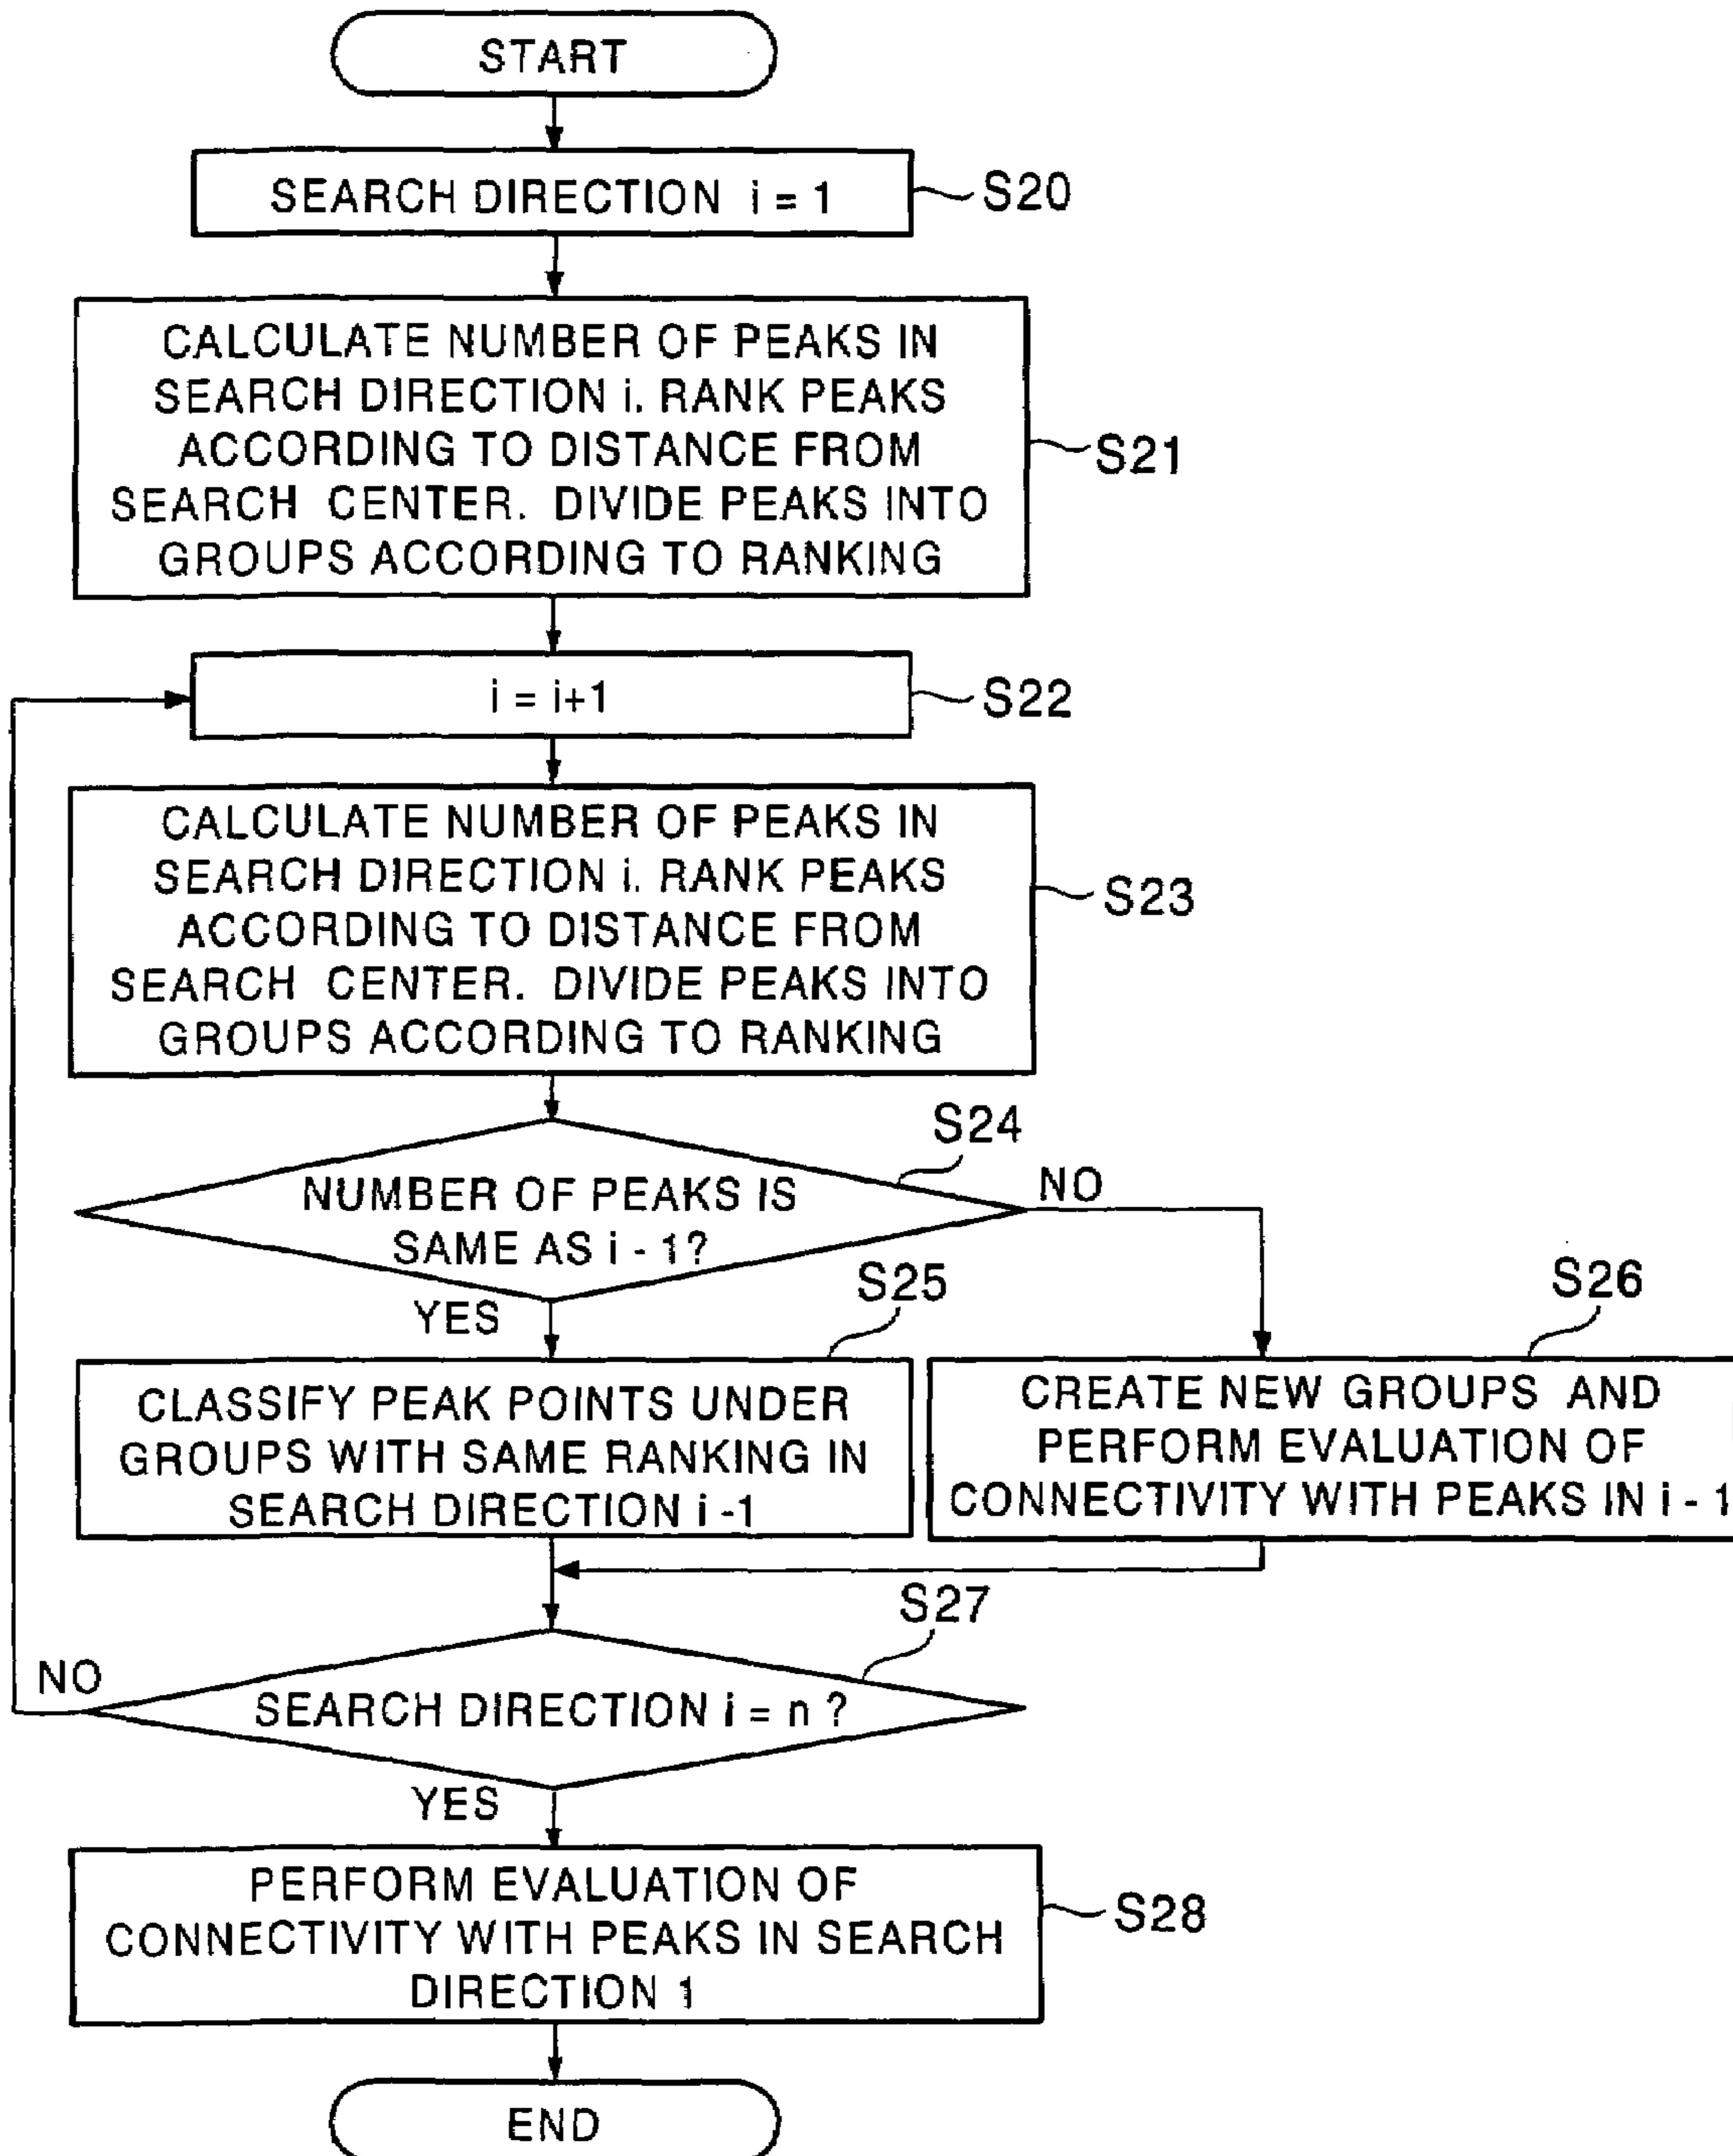 START
SEARCH DIRECTION i = 1
S20
CALCULATE NUMBER OF PEAKS IN
SEARCH DIRECTION i. RANK PEAKS
ACCORDING TO DISTANCE FROM
SEARCH CENTER. DIVIDE PEAKS INTO
GROUPS ACCORDING TO RANKING
S21
i = i+1
S22
CALCULATE NUMBER OF PEAKS IN
SEARCH DIRECTION i. RANK PEAKS
ACCORDING TO DISTANCE FROM
SEARCH CENTER. DIVIDE PEAKS INTO
GROUPS ACCORDING TO RANKING
S23
S24
NUMBER OF PEAKS IS
SAME AS i - 1?
NO
YES
S25
CLASSIFY PEAK POINTS UNDER
GROUPS WITH SAME RANKING IN
SEARCH DIRECTION i -1
S26
CREATE NEW GROUPS AND
PERFORM EVALUATION OF
CONNECTIVITY WITH PEAKS IN i - 1
S27
SEARCH DIRECTION i = n ?
NO
YES
PERFORM EVALUATION OF
CONNECTIVITY WITH PEAKS IN SEARCH
DIRECTION 1
S28
END